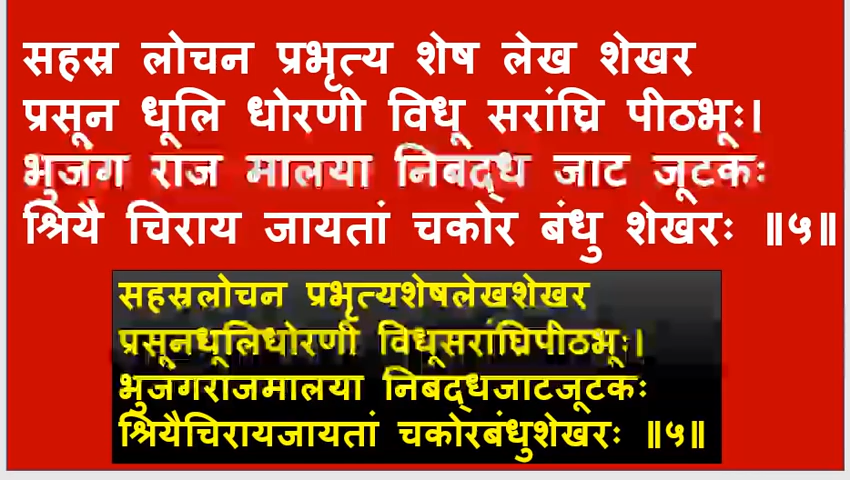 सहस्र लोचन प्रभृत्य शेष लेख शेखर
प्रसून धूलि धोरणी विधू सरांघ्रि पीठभूः।
भुजंग राज मालया निबद्ध जाट जूटकः
श्रियै चिराय जायतां चकोर बंधु शेखरः ॥५॥
सहस्रलोचन प्रभृत्यशेषलेखशेखर
प्रसूनधूलिधोरणी विधूसरांघ्रिपीठभूः।
भुजंगराजमालया निबद्धजाटजूटकः
श्रियैचिरायजायतां चकोरबंधुशेखरः ॥५॥